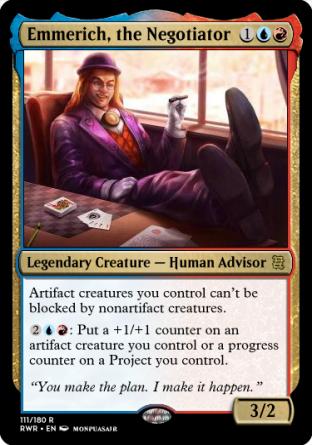 Emmerich, the Negotiator 1
Legendary Creature — Human Advisor
Artifact creatures you control can't be
blocked by nonartifact creatures.
2 : Put a +1/+1 counter on an
artifact creature you control or a progress
counter on a Project you control.
“You make the plan. I make it happen.”
3/2
111/180 R
RWR • EN MONPUASAJR